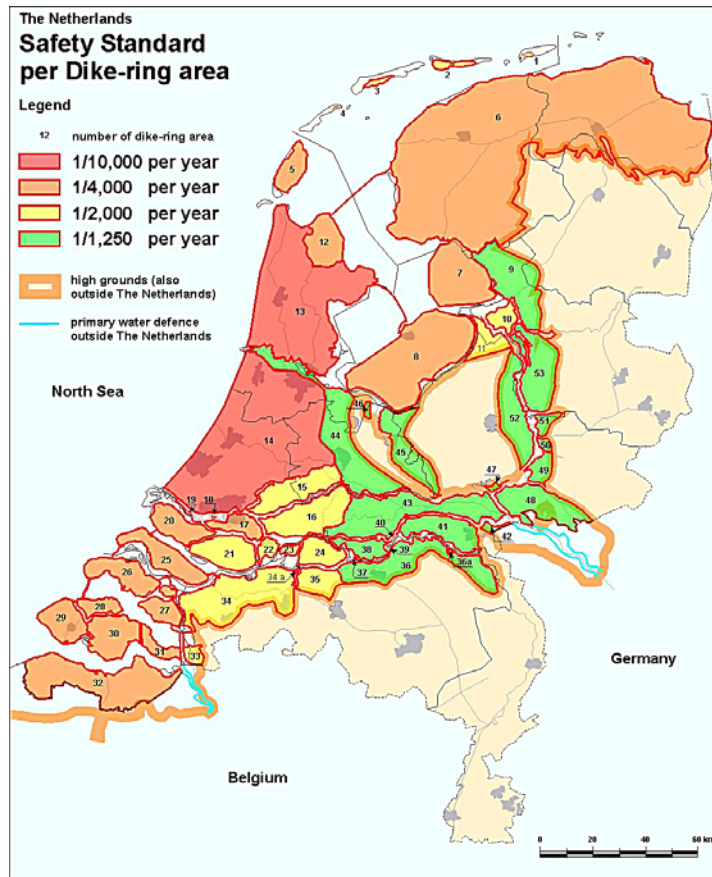 The Netherlands
Safety Standard
per Dike-ring area
Legend
12 number of dike-ring area
1/10,000 per year
1/4,000 per year
1/2,000 per year
1/1,250 per year
high grounds (also
outside The Netherlands)
primary water defence
outside The Netherlands
North Sea
Germany
Belgium
1
2
3
4
5
6
7
8
9
10
11
12
13
14
15
16
17
18
19
20
21
22
23
24
25
26
27
28
29
30
31
32
33
34
34 a
35
36
36a
37
38
39
40
41
42
43
44
45
46
47
48
49
50
51
52
53
0 20 40 60 km